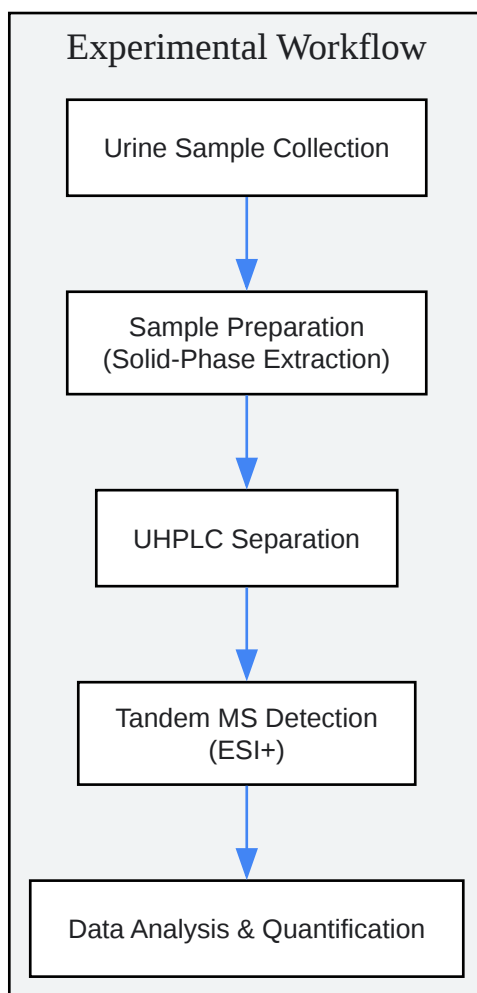 Experimental Workflow
Urine Sample Collection
Sample Preparation
(Solid-Phase Extraction)
UHPLC Separation
Tandem MS Detection
(ESI+)
Data Analysis & Quantification